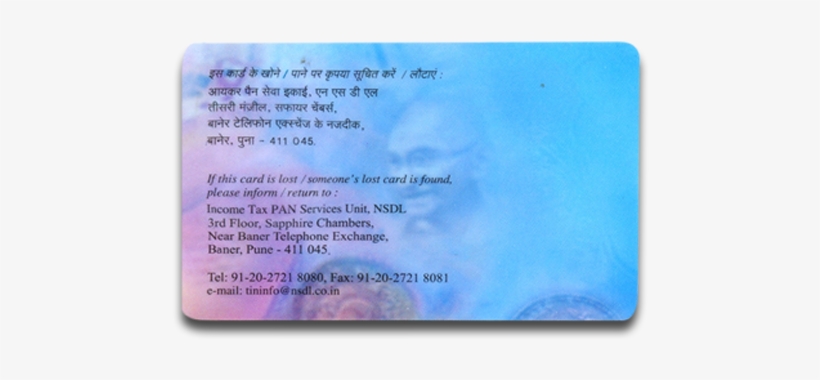 इस कार्ड के खोने / पाने पर कृपया सूचित करें / लौटाएं :
आयकर पैन सेवा इकाई, एन एस डी एल
तीसरी मंज़ील, सफायर चेंबर्स,
बानेर टेलिफोन एक्स्चेंज के नजदीक,
बानेर, पुना - 411 045.
If this card is lost / someone's lost card is found,
please inform / return to :
Income Tax PAN Services Unit, NSDL
3rd Floor, Sapphire Chambers,
Near Baner Telephone Exchange,
Baner, Pune - 411 045.
Tel: 91-20-2721 8080, Fax: 91-20-2721 8081
e-mail: tininfo@nsdl.co.in